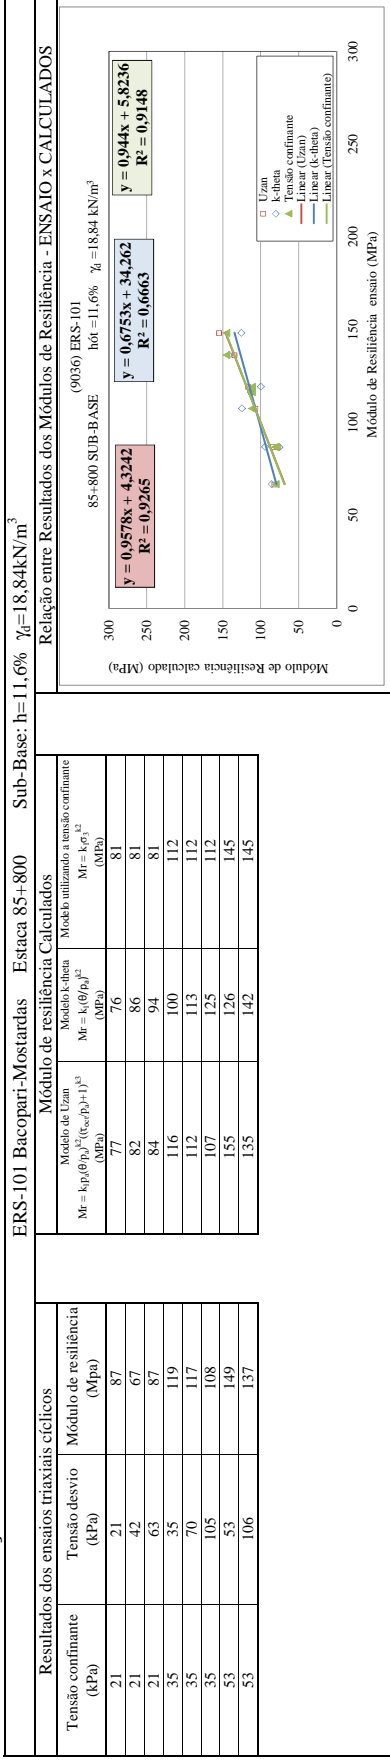 ERS-101 Bacopari-Mostardas Estaca 85+800 Sub-Base: h=11,6% γd=18,84kN/m³
Resultados dos ensaios triaxiais cíclicos
Tensão confinante (kPa) Tensão desvio (kPa) Módulo de resiliência (Mpa)
21 21 87
21 42 67
21 63 87
35 35 119
35 70 117
35 105 108
53 53 149
53 106 137
Módulo de resiliência Calculados
Modelo de Uzan Modelo k-theta Modelo utilizando a tensão confinante
Mr = k₁pₐ(θ/pₐ)^k2((τoct/pₐ)+1)^k3 Mr = k₁(θ/pₐ)^k2 Mr = k₁σ₃^k2
(MPa) (MPa) (MPa)
77 76 81
82 86 81
84 94 81
116 100 112
112 113 112
107 125 112
155 126 145
135 142 145
Relação entre Resultados dos Módulos de Resiliência - ENSAIO x CALCULADOS
(9036) ERS-101
85+800 SUB-BASE hót =11,6% γd =18,84 kN/m³
y = 0,9578x + 4,3242
R² = 0,9265
y = 0,6753x + 34,262
R² = 0,6663
y = 0,944x + 5,8236
R² = 0,9148
Módulo de Resiliência calculado (MPa)
300
250
200
150
100
50
0
0 50 100 150 200 250 300
Módulo de Resiliência ensaio (MPa)
Uzan
k-theta
Tensão confinante
Linear (Uzan)
Linear (k-theta)
Linear (Tensão confinante)